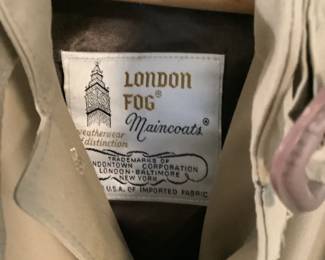 LONDON
FOG®
Maincoats®
weatherwear
distinction
TRADEMARKS OF
LONDONTOWN CORPORATION
LONDON·BALTIMORE
NEW YORK
U.S.A. OF IMPORTED FABRIC